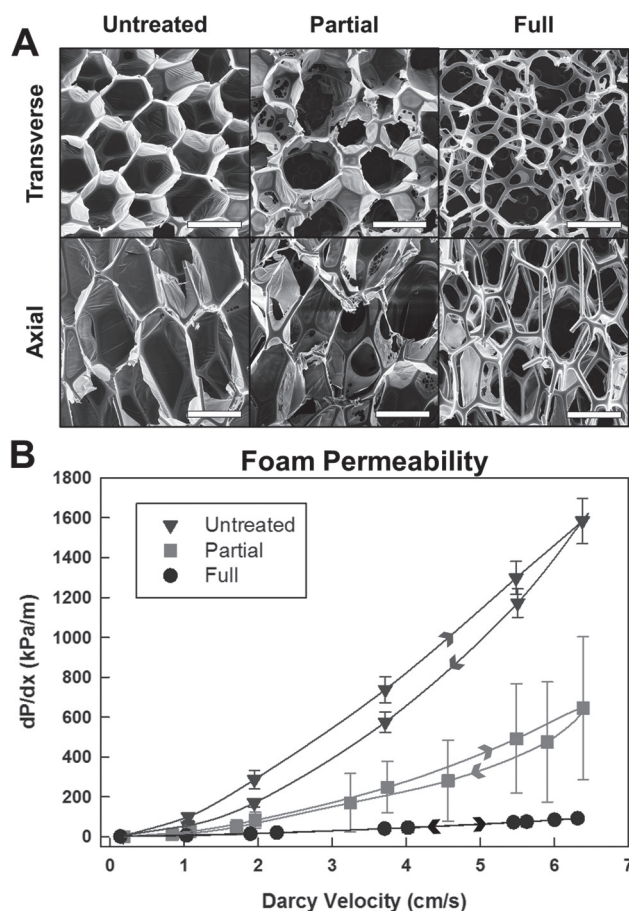 Untreated Partial Full
A
Transverse
Axial
B
Foam Permeability
1800
1600
1400
1200
1000
800
600
400
200
0
dP/dx (kPa/m)
Untreated
Partial
Full
0 1 2 3 4 5 6 7
Darcy Velocity (cm/s)